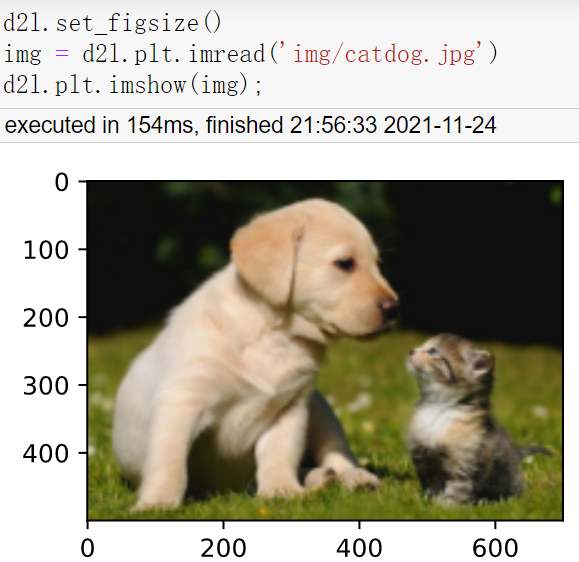 d2l.set_figsize()
img = d2l.plt.imread('img/catdog.jpg')
d2l.plt.imshow(img);
executed in 154ms, finished 21:56:33 2021-11-24
0
100
200
300
400
0 200 400 600